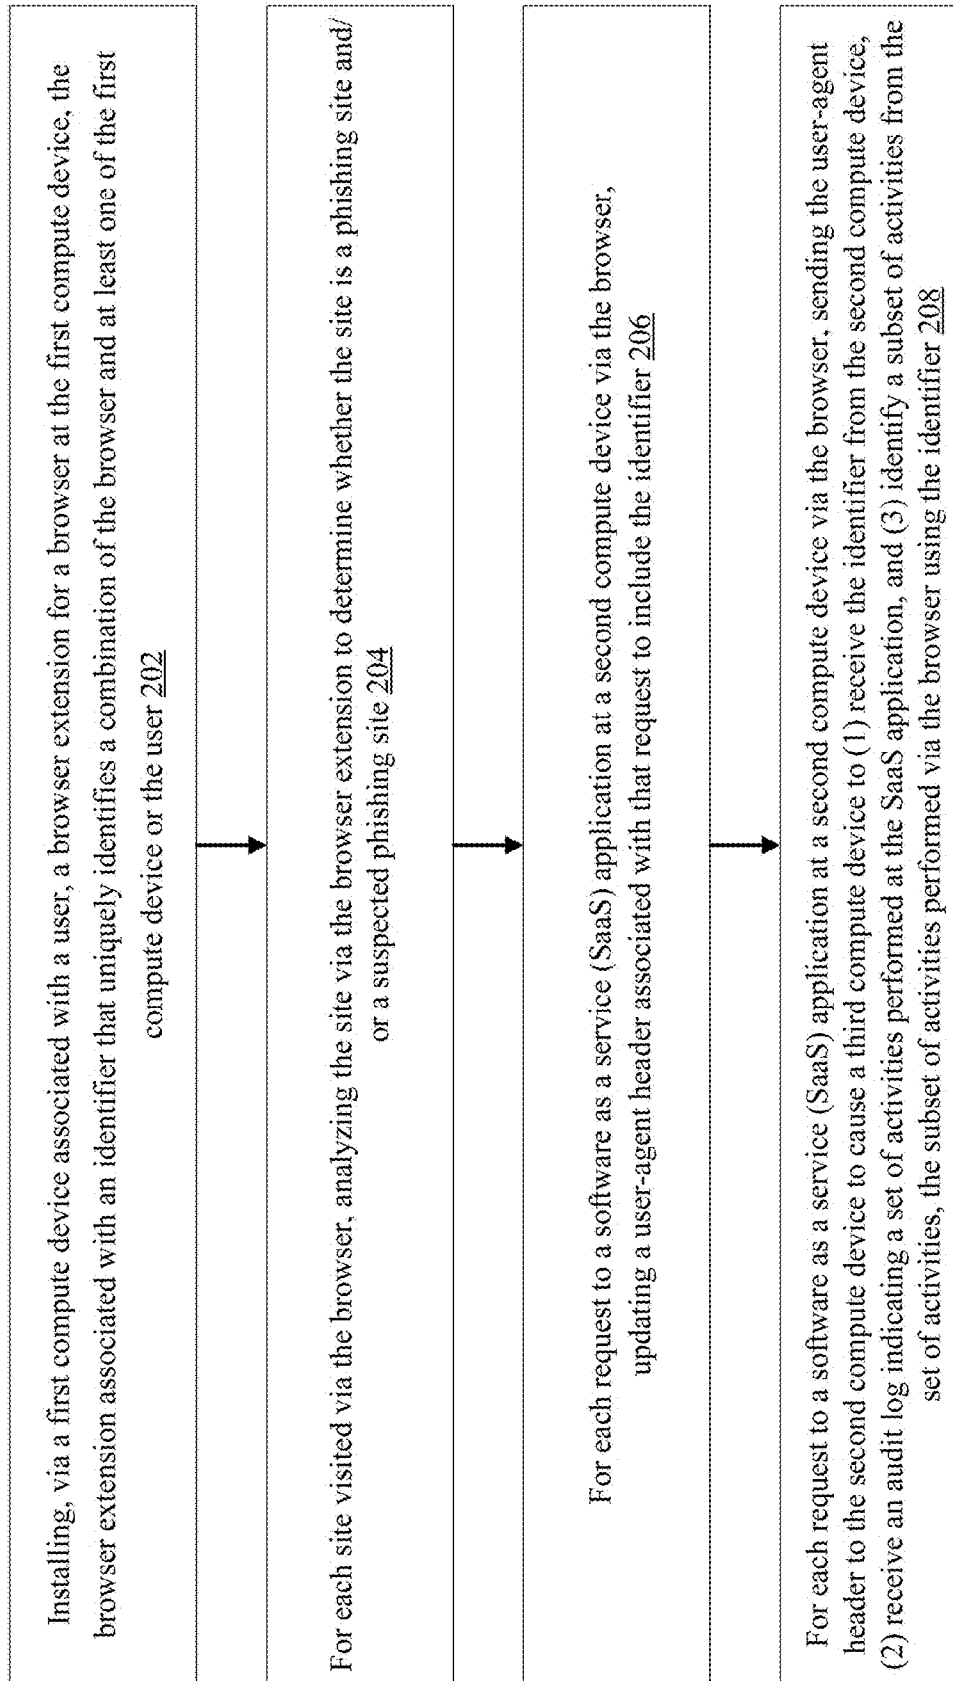 Installing, via a first compute device associated with a user, a browser extension for a browser at the first compute device, the
browser extension associated with an identifier that uniquely identifies a combination of the browser and at least one of the first
compute device or the user 202
For each site visited via the browser, analyzing the site via the browser extension to determine whether the site is a phishing site and/
or a suspected phishing site 204
For each request to a software as a service (SaaS) application at a second compute device via the browser,
updating a user-agent header associated with that request to include the identifier 206
For each request to a software as a service (SaaS) application at a second compute device via the browser, sending the user-agent
header to the second compute device to cause a third compute device to (1) receive the identifier from the second compute device,
(2) receive an audit log indicating a set of activities performed at the SaaS application, and (3) identify a subset of activities from the
set of activities, the subset of activities performed via the browser using the identifier 208